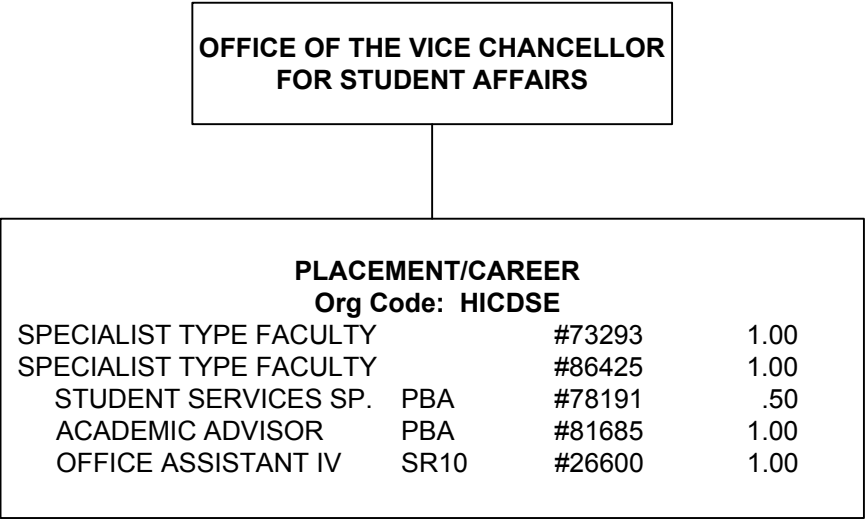 OFFICE OF THE VICE CHANCELLOR
FOR STUDENT AFFAIRS
PLACEMENT/CAREER
Org Code: HICDSE
SPECIALIST TYPE FACULTY #73293 1.00
SPECIALIST TYPE FACULTY #86425 1.00
STUDENT SERVICES SP. PBA #78191 .50
ACADEMIC ADVISOR PBA #81685 1.00
OFFICE ASSISTANT IV SR10 #26600 1.00